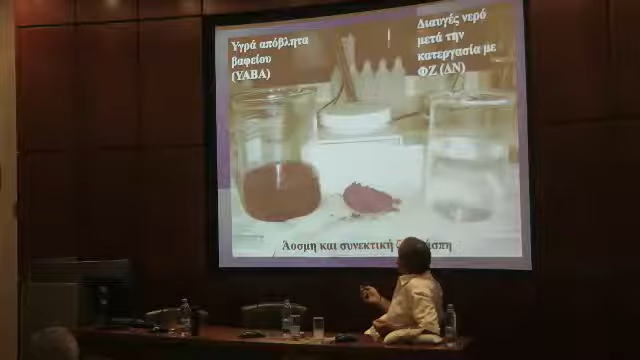 Υγρά απόβλητα
βαφείου
(ΥΑΒΑ)
Διαυγές νερό
μετά την
κατεργασία με
ΦΖ (ΔΝ)
Άοσμη και συνεκτική